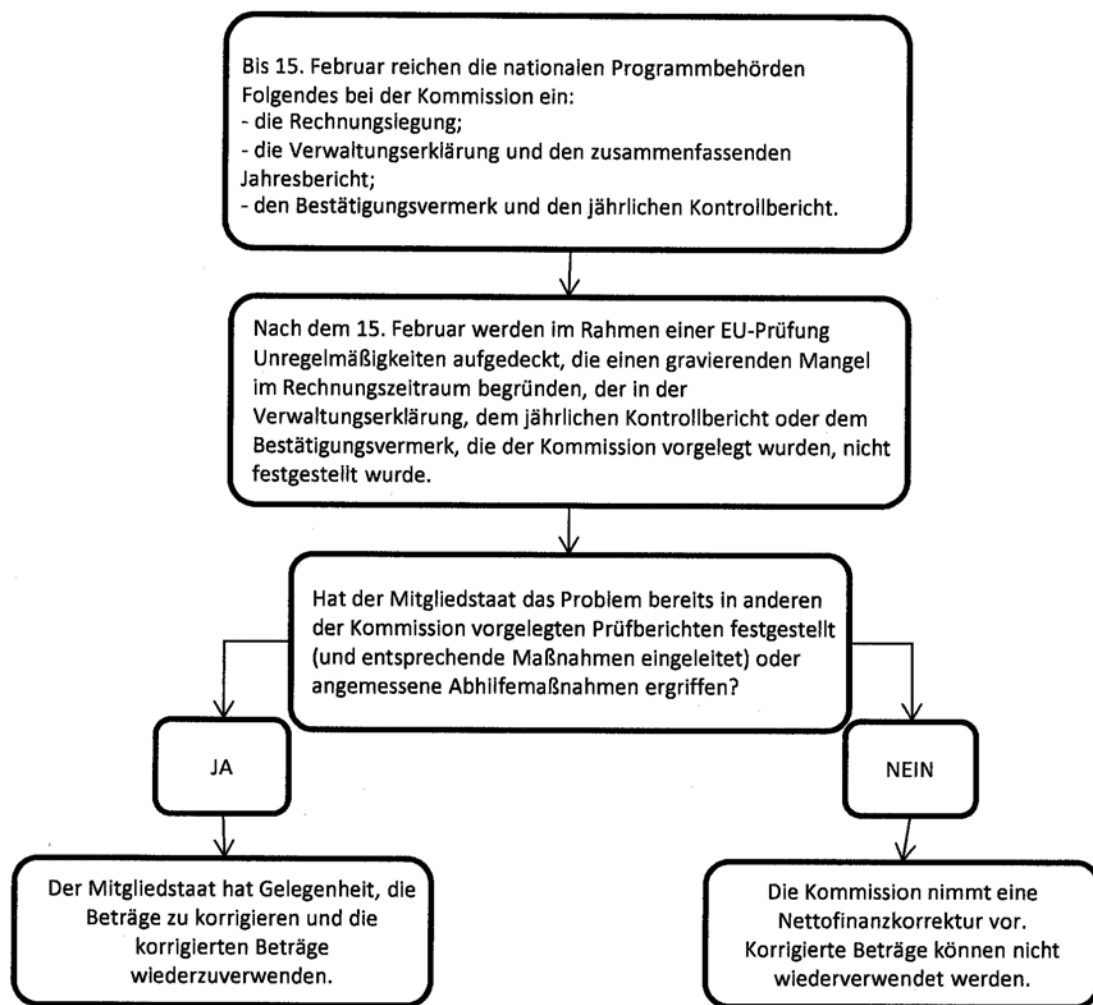 Bis 15. Februar reichen die nationalen Programmbehörden
Folgendes bei der Kommission ein:
- die Rechnungslegung;
- die Verwaltungserklärung und den zusammenfassenden
Jahresbericht;
- den Bestätigungsvermerk und den jährlichen Kontrollbericht.
Nach dem 15. Februar werden im Rahmen einer EU-Prüfung
Unregelmäßigkeiten aufgedeckt, die einen gravierenden Mangel
im Rechnungszeitraum begründen, der in der
Verwaltungserklärung, dem jährlichen Kontrollbericht oder dem
Bestätigungsvermerk, die der Kommission vorgelegt wurden, nicht
festgestellt wurde.
Hat der Mitgliedstaat das Problem bereits in anderen
der Kommission vorgelegten Prüfberichten festgestellt
(und entsprechende Maßnahmen eingeleitet) oder
angemessene Abhilfemaßnahmen ergriffen?
JA
NEIN
Der Mitgliedstaat hat Gelegenheit, die
Beträge zu korrigieren und die
korrigierten Beträge
wiederzuverwenden.
Die Kommission nimmt eine
Nettofinanzkorrektur vor.
Korrigierte Beträge können nicht
wiederverwendet werden.